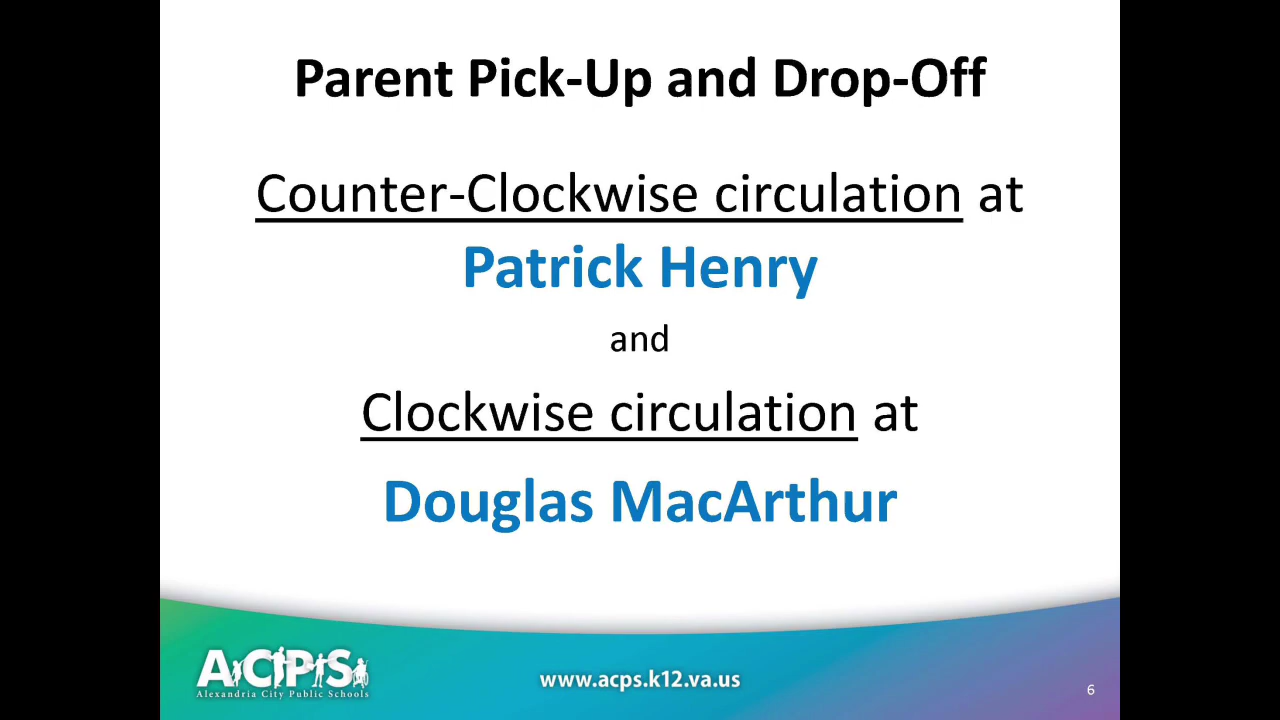 Parent Pick-Up and Drop-Off
Counter-Clockwise circulation at
Patrick Henry
and
Clockwise circulation at
Douglas MacArthur
ACPS
Alexandria City Public Schools
www.acps.k12.va.us
6